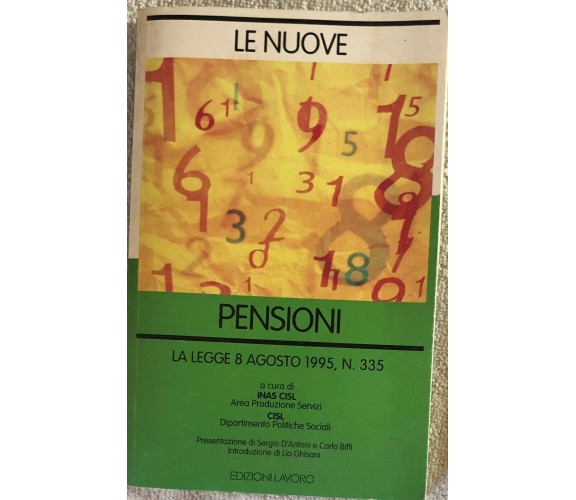 LE NUOVE
PENSIONI
LA LEGGE 8 AGOSTO 1995, N. 335
a cura di
INAS CISL
Area Produzione Servizi
CISL
Dipartimento Politiche Sociali
Presentazione di Sergio D'Antoni e Carlo Biffi
Introduzione di Lia Ghisani
EDIZIONI LAVORO